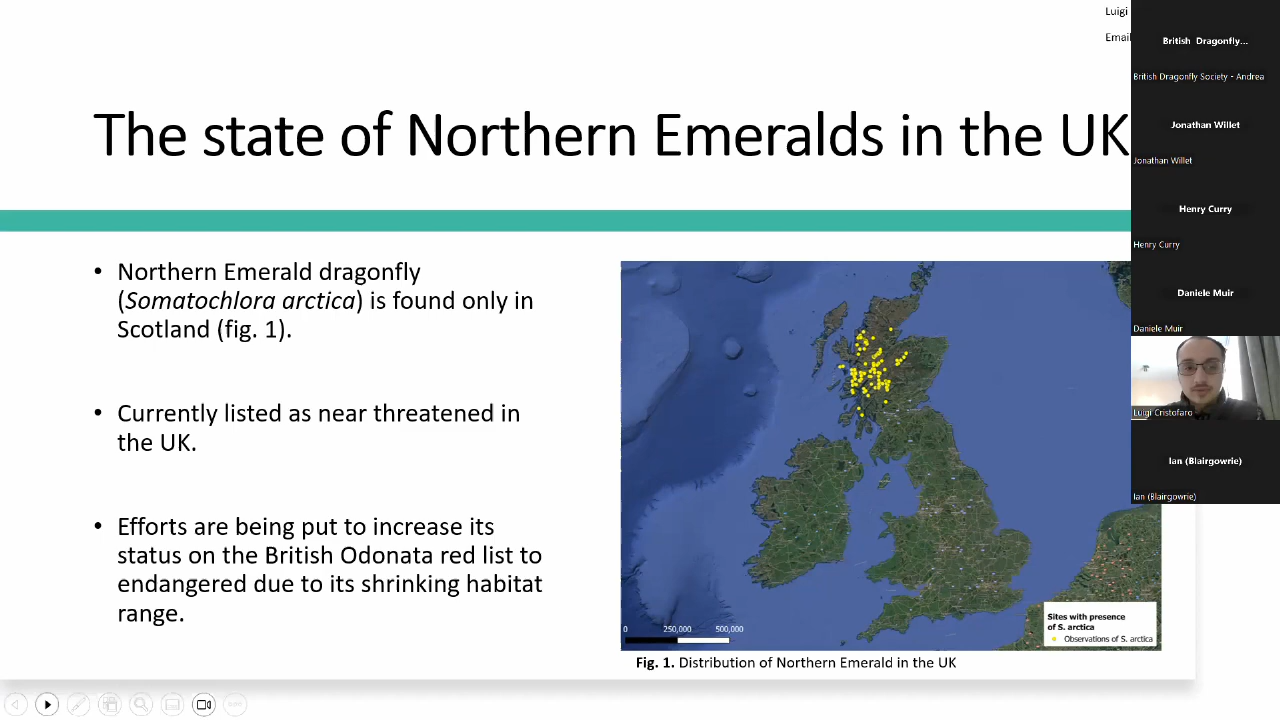 Luigi
Email
The state of Northern Emeralds in the UK
• Northern Emerald dragonfly
(Somatochlora arctica) is found only in
Scotland (fig. 1).
• Currently listed as near threatened in
the UK.
• Efforts are being put to increase its
status on the British Odonata red list to
endangered due to its shrinking habitat
range.
0 250,000 500,000
Sites with presence
of S. arctica
Observations of S. arctica
Fig. 1. Distribution of Northern Emerald in the UK
British Dragonfly...
British Dragonfly Society - Andrea
Jonathan Willet
Jonathan Willet
Henry Curry
Henry Curry
Daniele Muir
Daniele Muir
Luigi Cristofaro
Ian (Blairgowrie)
Ian (Blairgowrie)